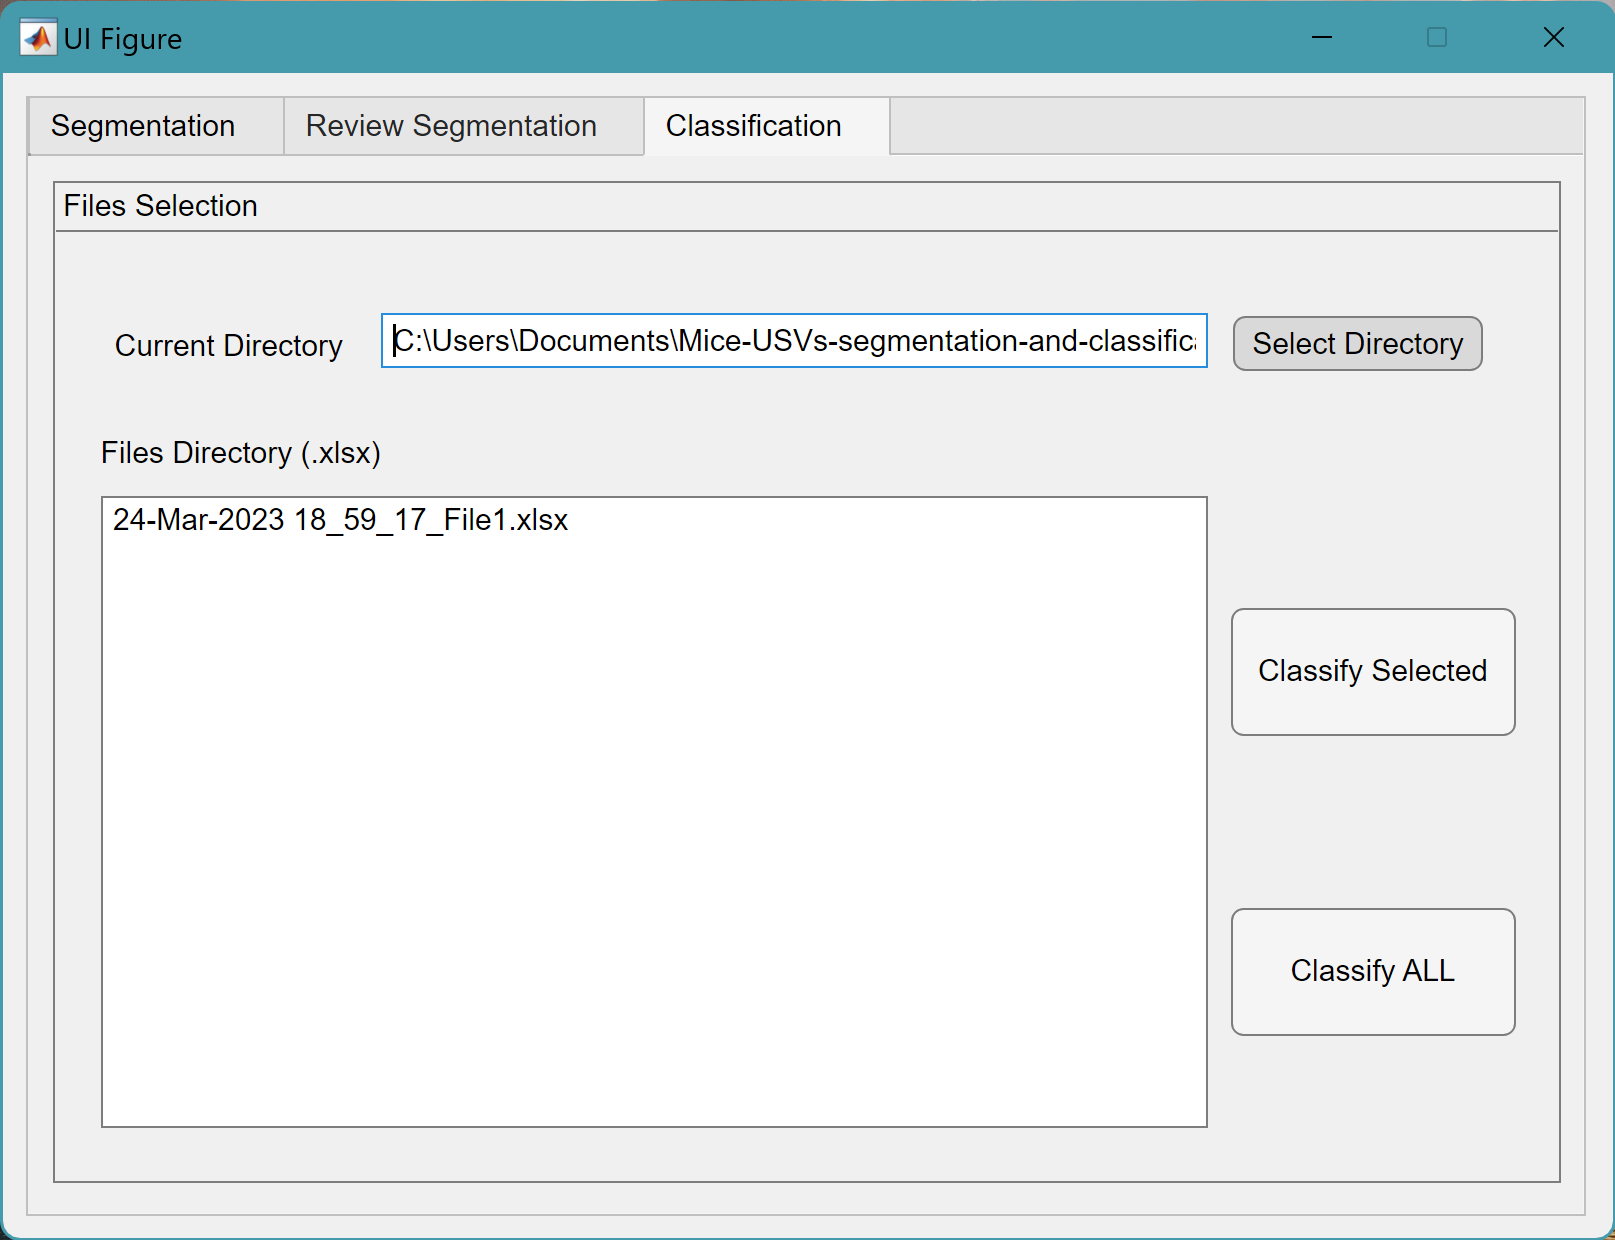 UI Figure
Segmentation
Review Segmentation
Classification
Files Selection
Current Directory
C:\Users\Documents\Mice-USVs-segmentation-and-classific
Select Directory
Files Directory (.xlsx)
24-Mar-2023 18_59_17_File1.xlsx
Classify Selected
Classify ALL